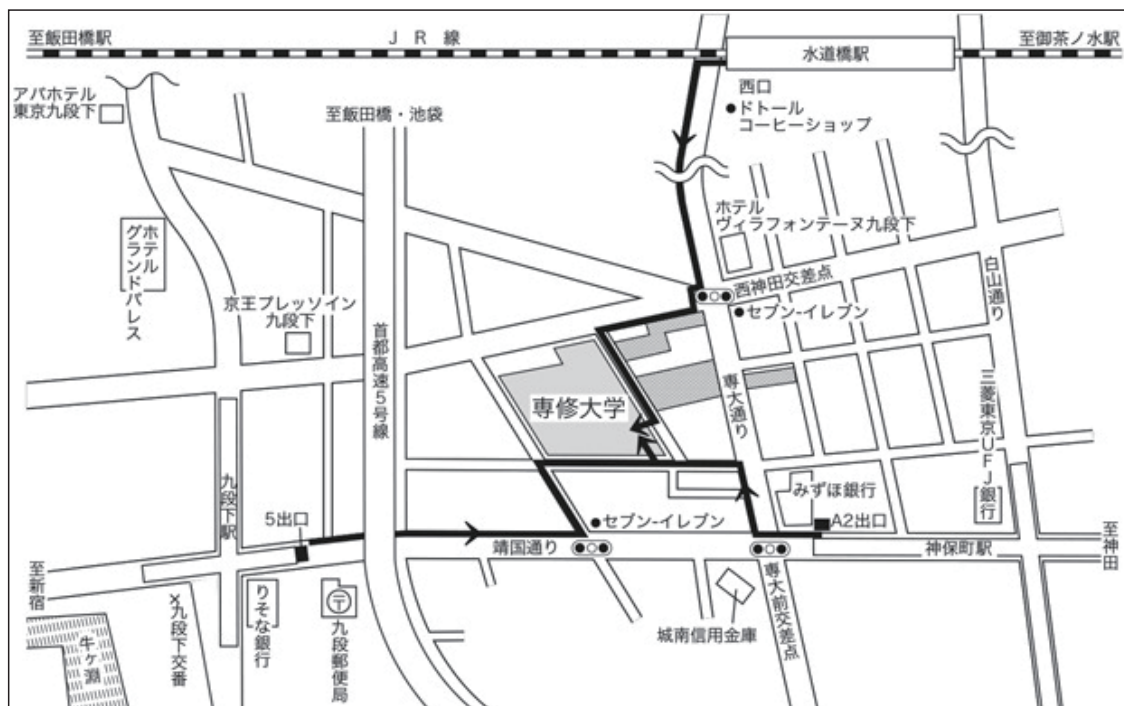 至飯田橋駅
JR線
水道橋駅
至御茶ノ水駅
アパホテル
東京九段下
至飯田橋・池袋
西口
ドトール
コーヒーショップ
ホテル
ヴィラフォンテーヌ九段下
ホテル
グランドパレス
西神田交差点
白山通り
セブン-イレブン
京王プレッソイン
九段下
首都高速5号線
専大通り
専修大学
三菱東京UFJ銀行
九段下駅
5出口
みずほ銀行
A2出口
セブン-イレブン
靖国通り
神保町駅
至神田
至新宿
牛ヶ淵
×九段下交番
りそな銀行
〒
九段郵便局
城南信用金庫
専大前交差点